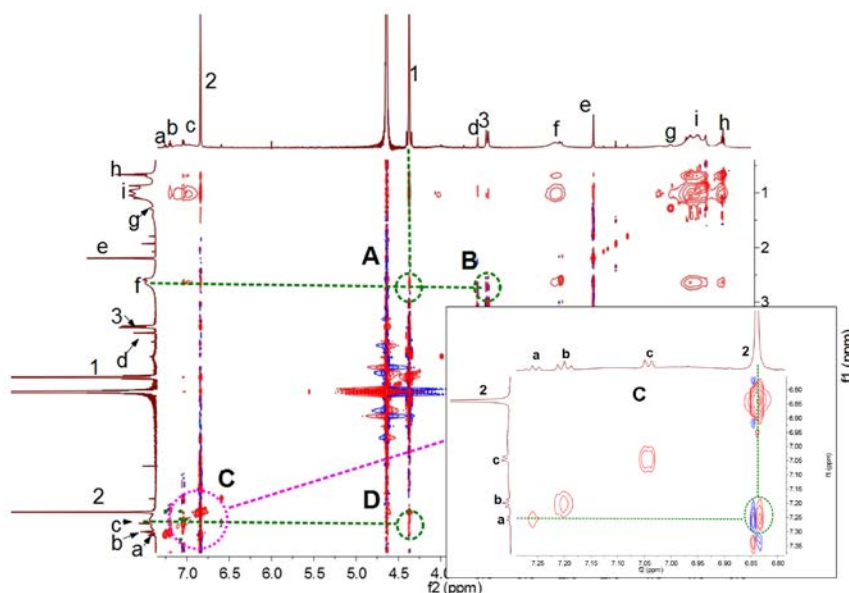 2
1
a
b
c
d
3
f
e
g
i
h
h
i
g
e
f
3
d
1
2
c
b
a
A
B
C
D
1
2
3
f1 (ppm)
7.0 6.5 6.0 5.5 5.0 4.5 4.0
f2 (ppm)
a
b
c
2
2
C
c
b
a
6.80
6.85
6.90
6.95
7.00
7.05
7.10
7.15
7.20
7.25
7.30
7.35
f1 (ppm)
7.25 7.20 7.15 7.10 7.05 7.00 6.95 6.90 6.85 6.80
f2 (ppm)